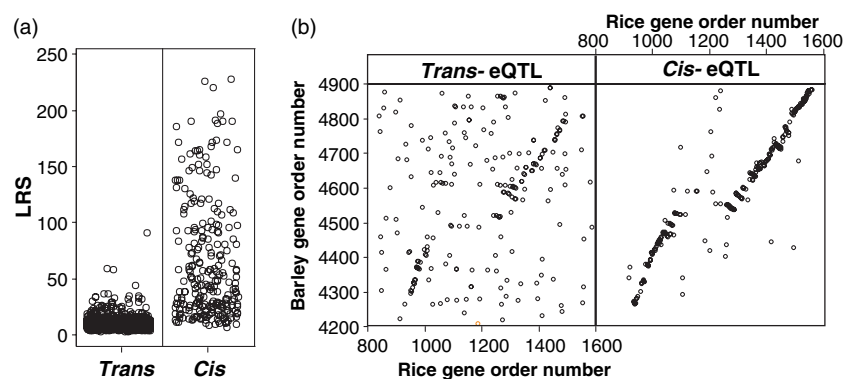 (a)
250
200
150
100
50
0
LRS
Trans Cis
(b)
Rice gene order number
800 1000 1200 1400 1600
Trans- eQTL Cis- eQTL
4900
4800
4700
4600
4500
4400
4300
4200
Barley gene order number
800 1000 1200 1400 1600
Rice gene order number